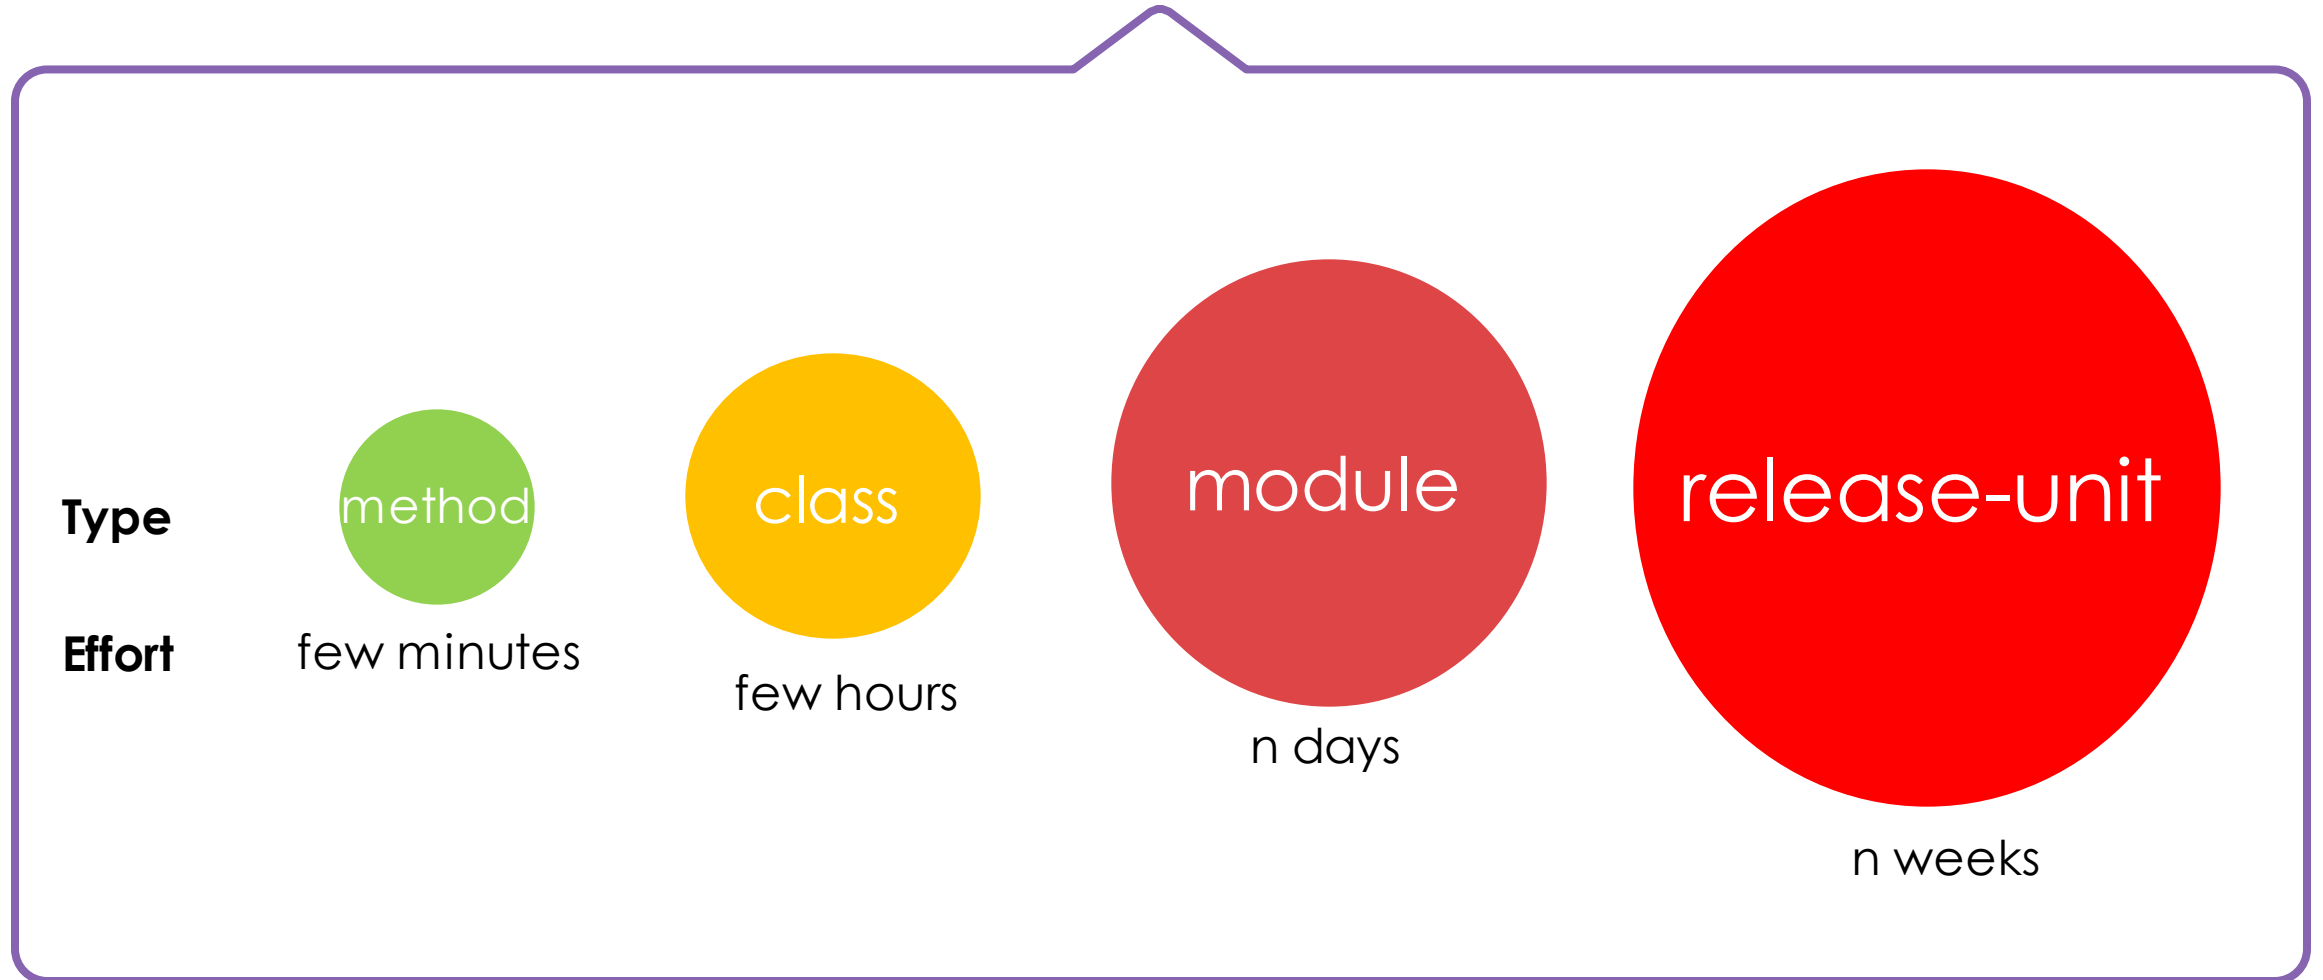 Type
method
class
module
release-unit
Effort
few minutes
few hours
n days
n weeks